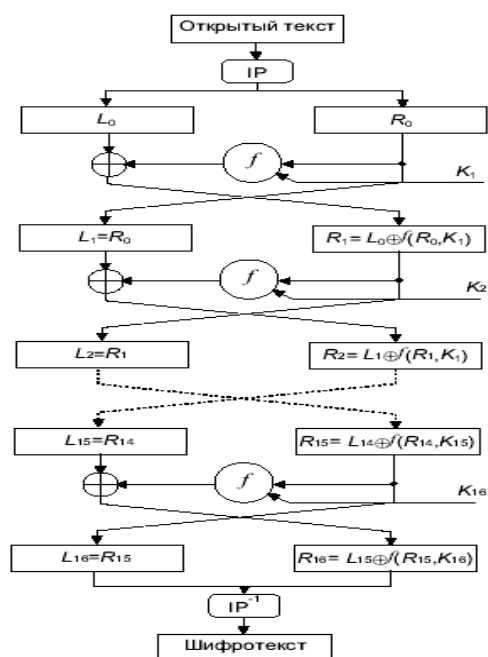 Открытый текст
IP
L₀
R₀
f
K₁
L₁=R₀
R₁= L₀⊕f(R₀,K₁)
f
K₂
L₂=R₁
R₂= L₁⊕f(R₁,K₁)
L₁₅=R₁₄
R₁₅= L₁₄⊕f(R₁₄,K₁₅)
f
K₁₆
L₁₆=R₁₅
R₁₆= L₁₅⊕f(R₁₅,K₁₆)
IP⁻¹
Шифротекст